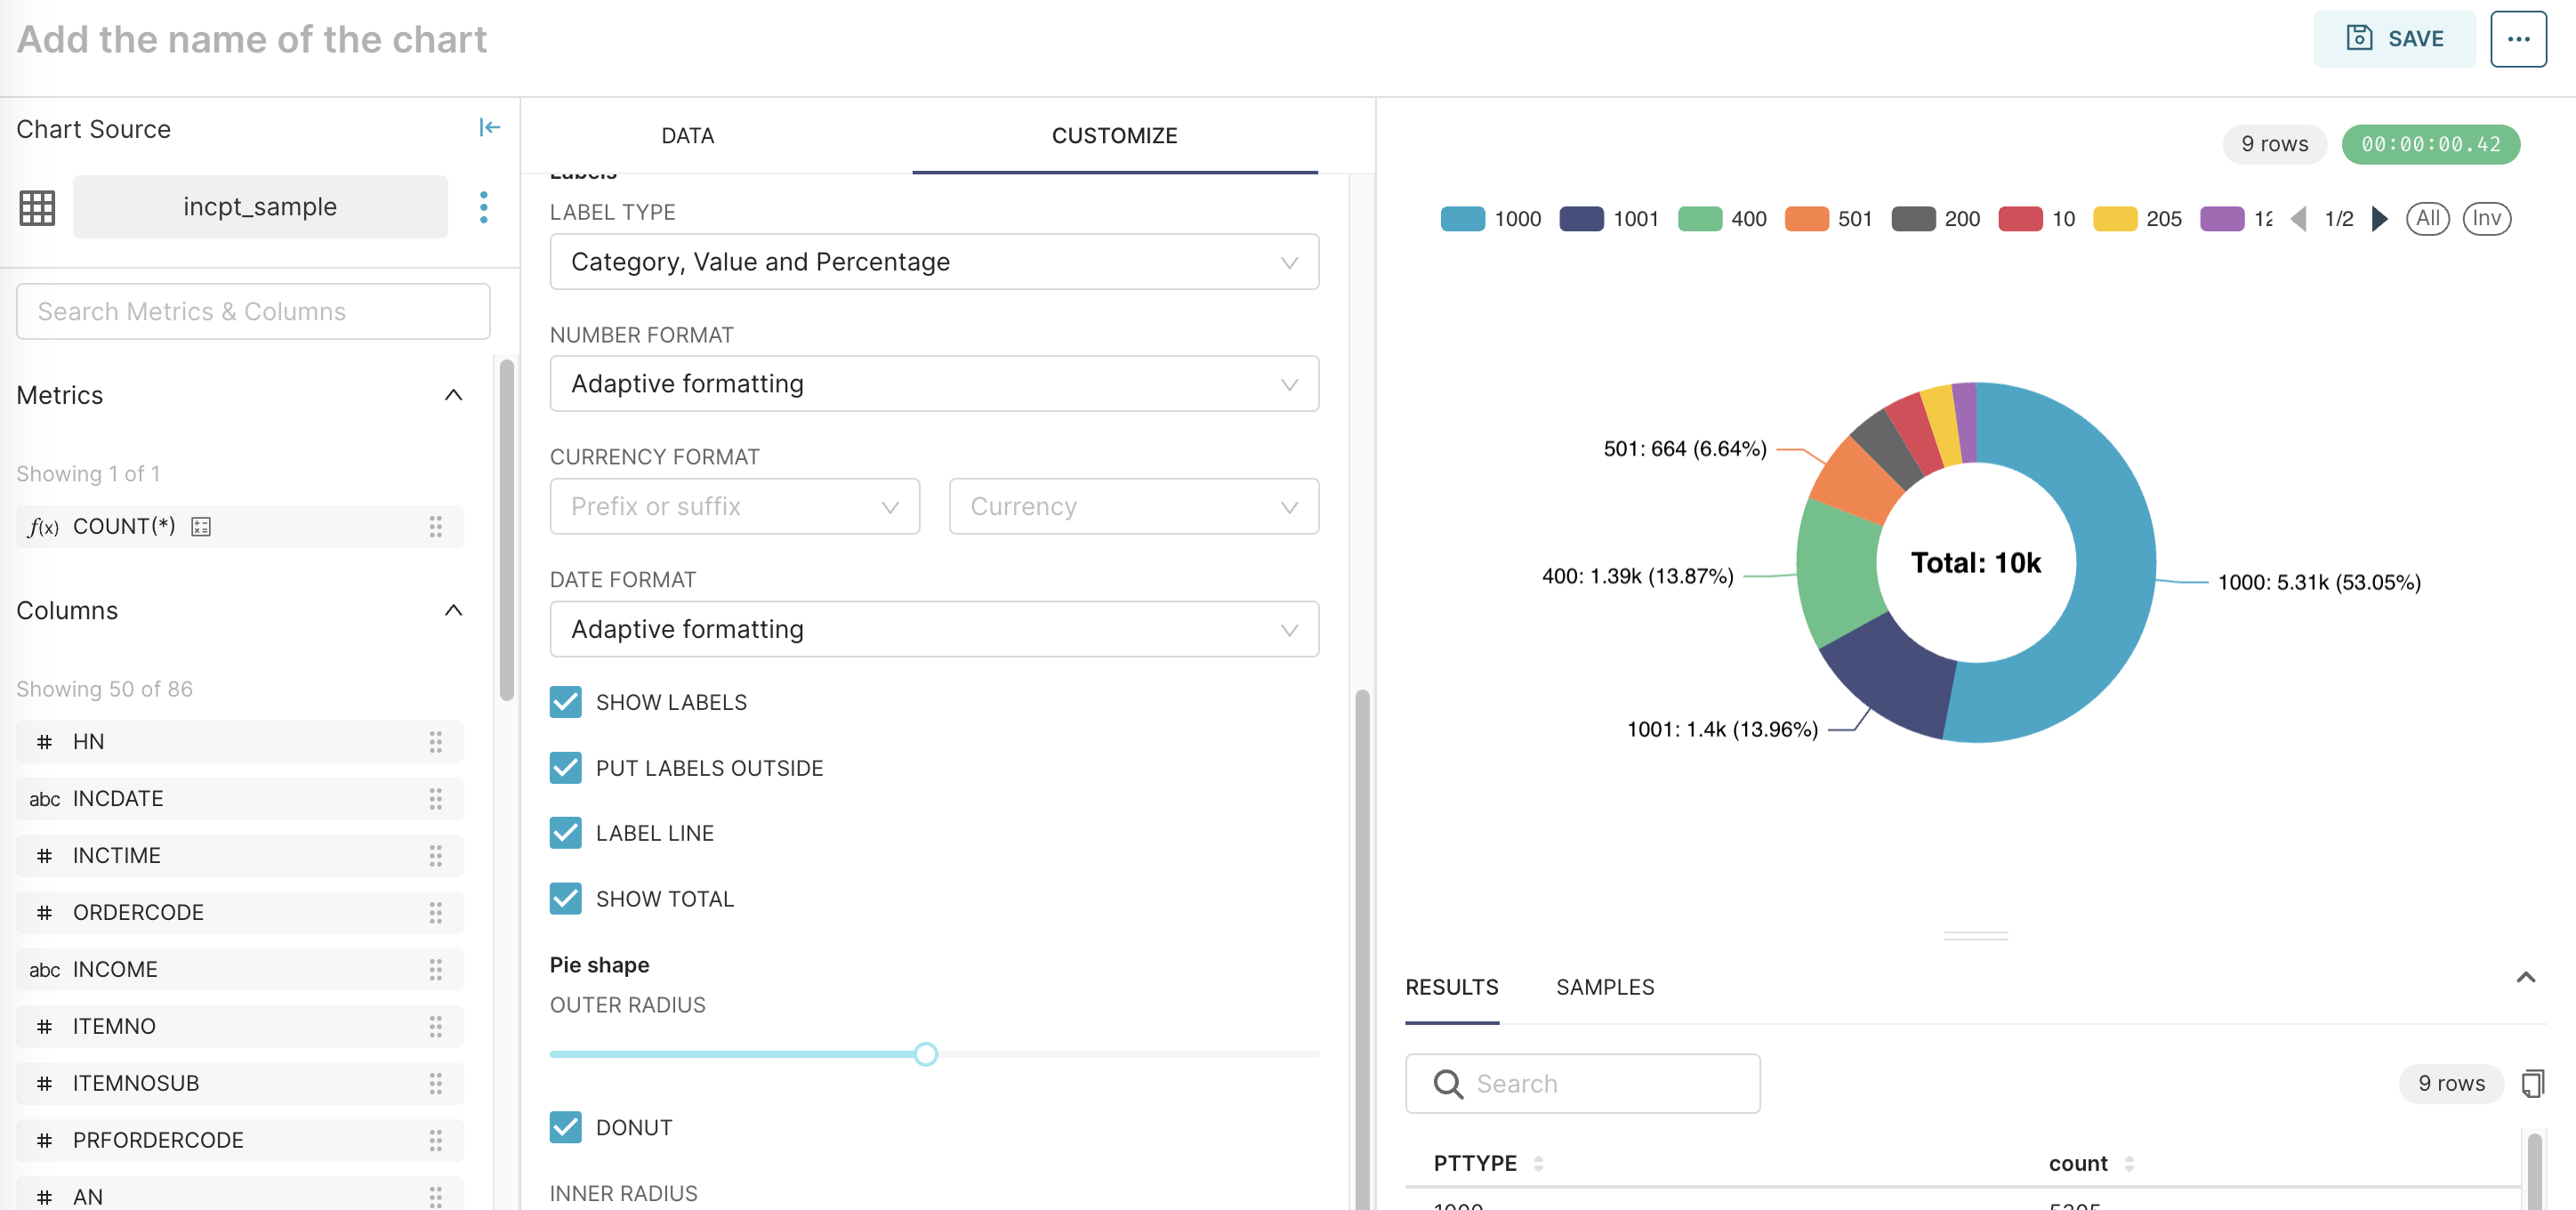 Add the name of the chart
SAVE
Chart Source
incpt_sample
Search Metrics & Columns
Metrics
Showing 1 of 1
f(x) COUNT(*)
Columns
Showing 50 of 86
# HN
abc INCDATE
# INCTIME
# ORDERCODE
abc INCOME
# ITEMNO
# ITEMNOSUB
# PRFORDERCODE
# AN
DATA
CUSTOMIZE
Labels
LABEL TYPE
Category, Value and Percentage
NUMBER FORMAT
Adaptive formatting
CURRENCY FORMAT
Prefix or suffix
Currency
DATE FORMAT
Adaptive formatting
SHOW LABELS
PUT LABELS OUTSIDE
LABEL LINE
SHOW TOTAL
Pie shape
OUTER RADIUS
DONUT
INNER RADIUS
9 rows
00:00:00.42
1000 1001 400 501 200 10 205 12 1/2 All Inv
501: 664 (6.64%)
400: 1.39k (13.87%)
Total: 10k
1000: 5.31k (53.05%)
1001: 1.4k (13.96%)
RESULTS
SAMPLES
Search
9 rows
PTTYPE count
1000 5305